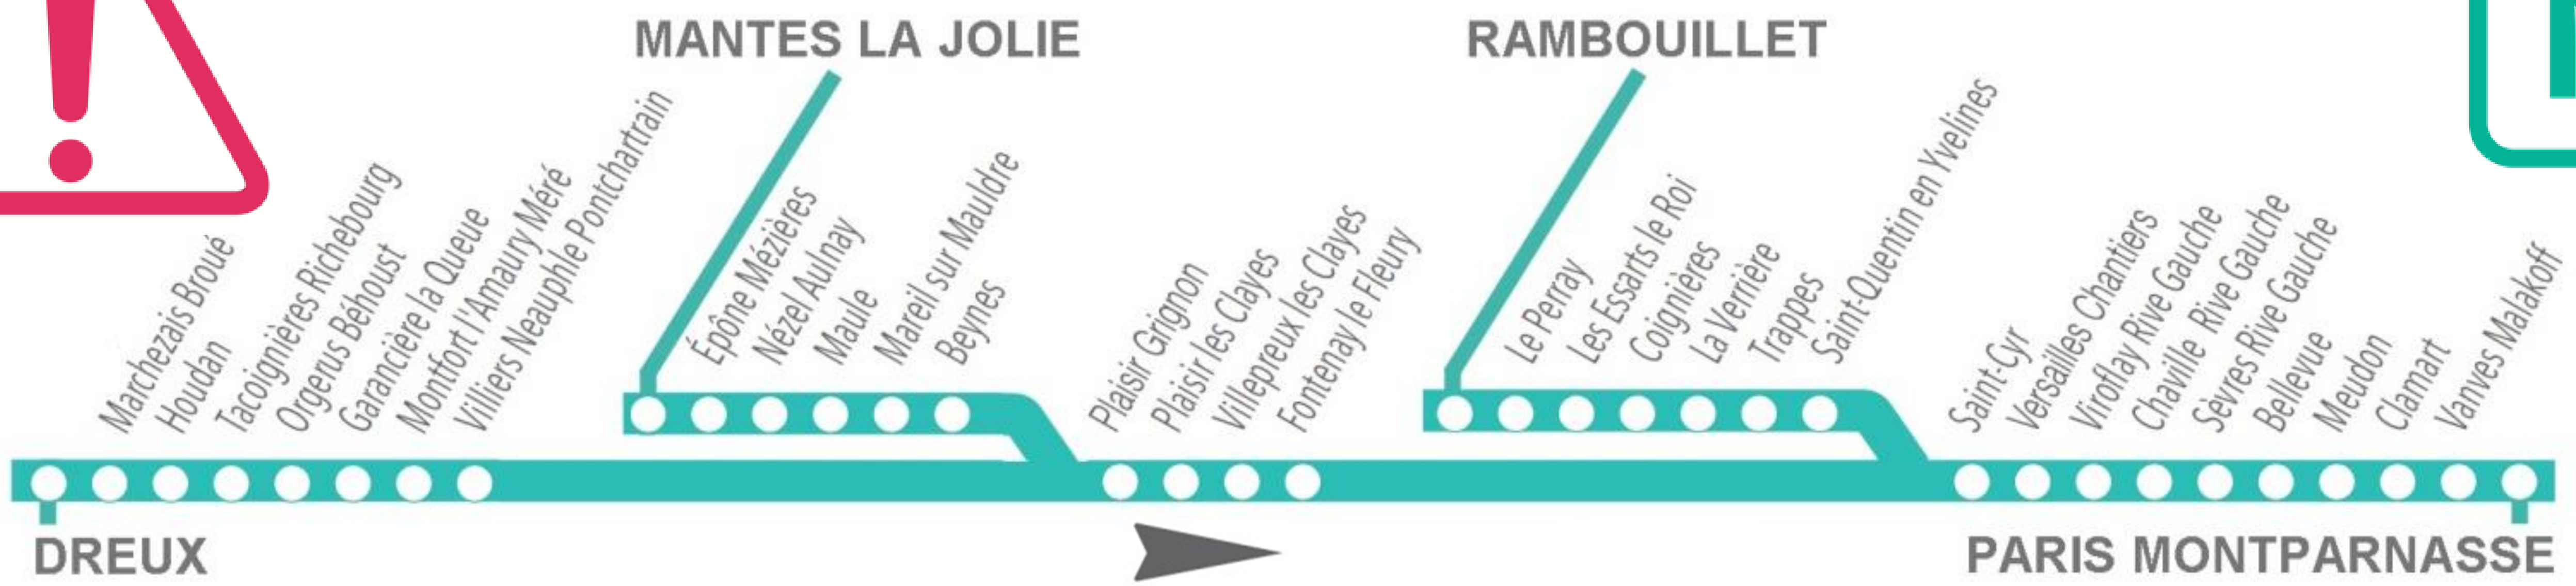 MANTES LA JOLIE
RAMBOUILLET
Marchezais Broué
Houdan
Tacoignières Richebourg
Orgerus Béhoust
Garancière la Queue
Montfort l'Amaury Méré
Villiers Neauphle Pontchartrain
Épône Mézières
Nézel Aulnay
Maule
Mareil sur Mauldre
Beynes
Plaisir Grignon
Plaisir les Clayes
Villepreux les Clayes
Fontenay le Fleury
Le Perray
Les Essarts le Roi
Coignières
La Verrière
Trappes
Saint-Quentin en Yvelines
Saint-Cyr
Versailles Chantiers
Viroflay Rive Gauche
Chaville Rive Gauche
Sèvres Rive Gauche
Bellevue
Meudon
Clamart
Vanves Malakoff
DREUX
PARIS MONTPARNASSE